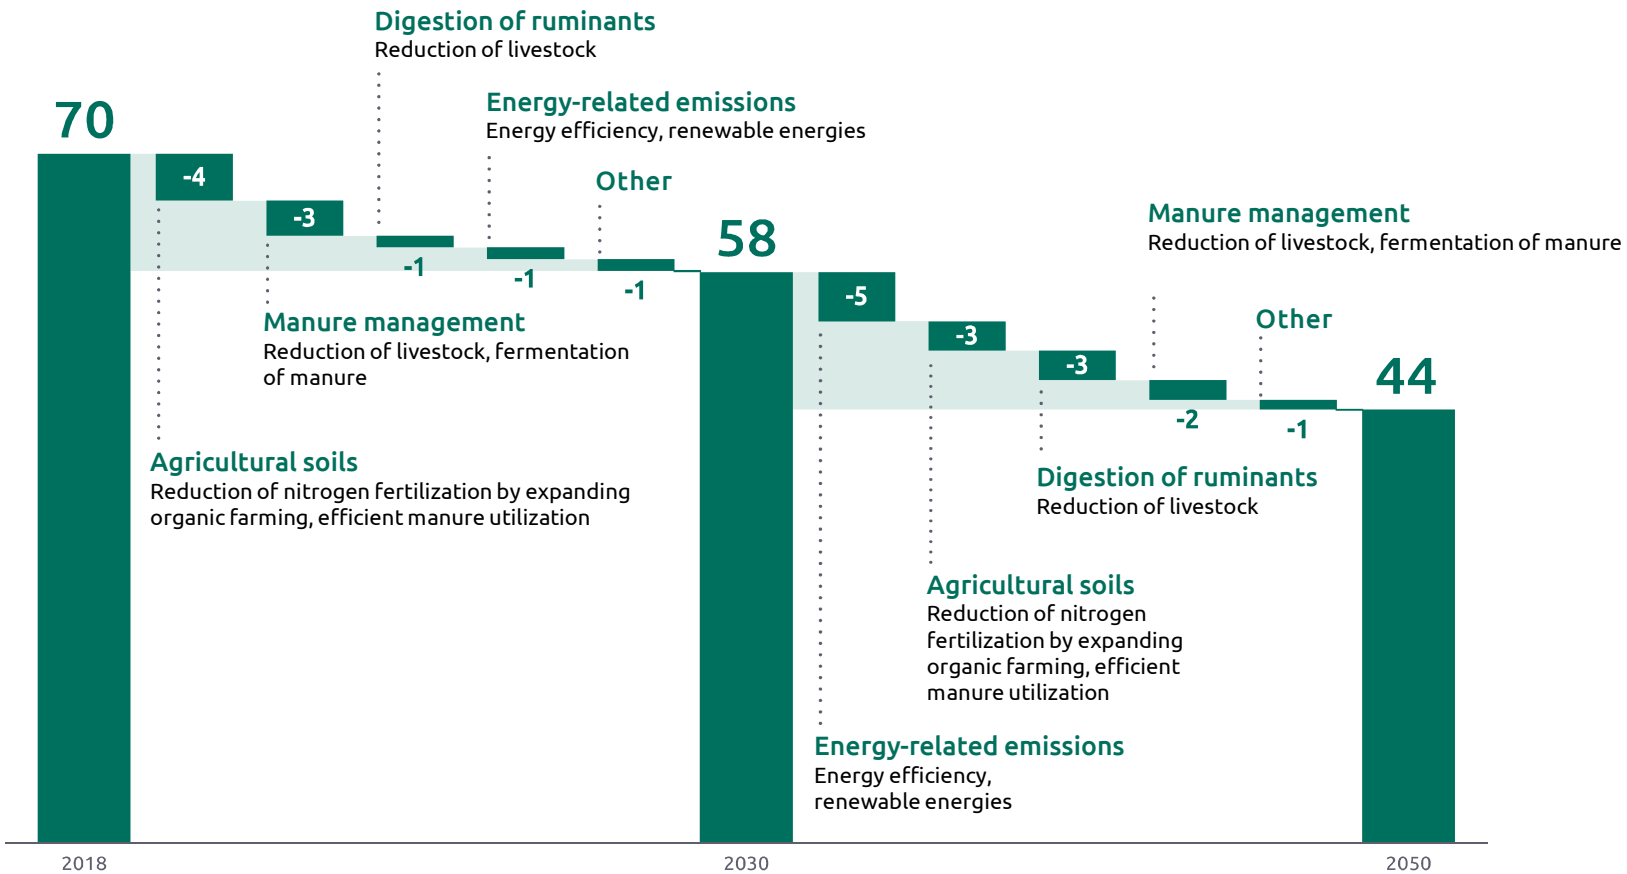 Digestion of ruminants
Reduction of livestock
Energy-related emissions
Energy efficiency, renewable energies
Other
70
-4
-3
-1
-1
-1
Manure management
Reduction of livestock, fermentation
of manure
Agricultural soils
Reduction of nitrogen fertilization by expanding
organic farming, efficient manure utilization
58
Manure management
Reduction of livestock, fermentation of manure
Other
44
-5
-3
-3
-2
-1
Digestion of ruminants
Reduction of livestock
Agricultural soils
Reduction of nitrogen
fertilization by expanding
organic farming, efficient
manure utilization
Energy-related emissions
Energy efficiency,
renewable energies
2018
2030
2050